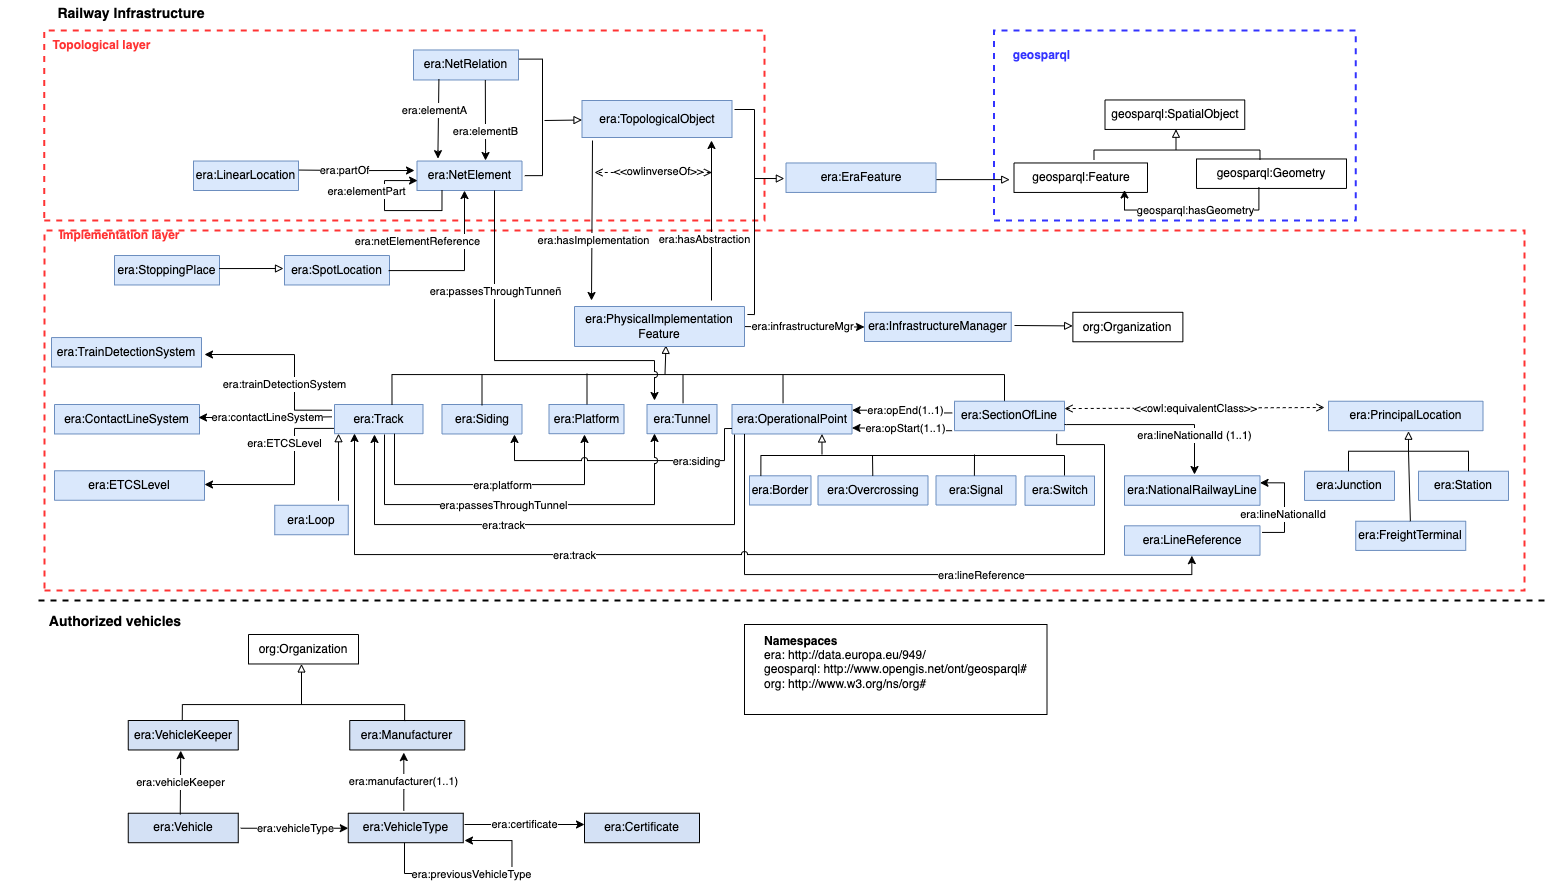 Railway Infrastructure
Topological layer
geosparql
era:NetRelation
era:elementA
era:elementB
era:TopologicalObject
geosparql:SpatialObject
era:LinearLocation
era:partOf
era:NetElement
era:elementPart
<<owlinverseOf>>
era:EraFeature
geosparql:Feature
geosparql:Geometry
geosparql:hasGeometry
Implementation layer
era:netElementReference
era:hasImplementation
era:hasAbstraction
era:StoppingPlace
era:SpotLocation
era:passesThroughTunneñ
era:PhysicalImplementation
Feature
era:infrastructureMgr
era:InfrastructureManager
org:Organization
era:TrainDetectionSystem
era:trainDetectionSystem
era:ContactLineSystem
era:contactLineSystem
era:Track
era:Siding
era:Platform
era:Tunnel
era:OperationalPoint
era:opEnd(1..1)
era:opStart(1..1)
era:SectionOfLine
<<owl:equivalentClass>>
era:PrincipalLocation
era:ETCSLevel
era:lineNationalId (1..1)
era:siding
era:ETCSLevel
era:platform
era:passesThroughTunnel
era:Border
era:Overcrossing
era:Signal
era:Switch
era:NationalRailwayLine
era:Junction
era:Station
era:Loop
era:track
era:lineNationalId
era:LineReference
era:FreightTerminal
era:track
era:lineReference
Authorized vehicles
org:Organization
Namespaces
era: http://data.europa.eu/949/
geosparql: http://www.opengis.net/ont/geosparql#
org: http://www.w3.org/ns/org#
era:VehicleKeeper
era:Manufacturer
era:vehicleKeeper
era:manufacturer(1..1)
era:Vehicle
era:vehicleType
era:VehicleType
era:certificate
era:Certificate
era:previousVehicleType